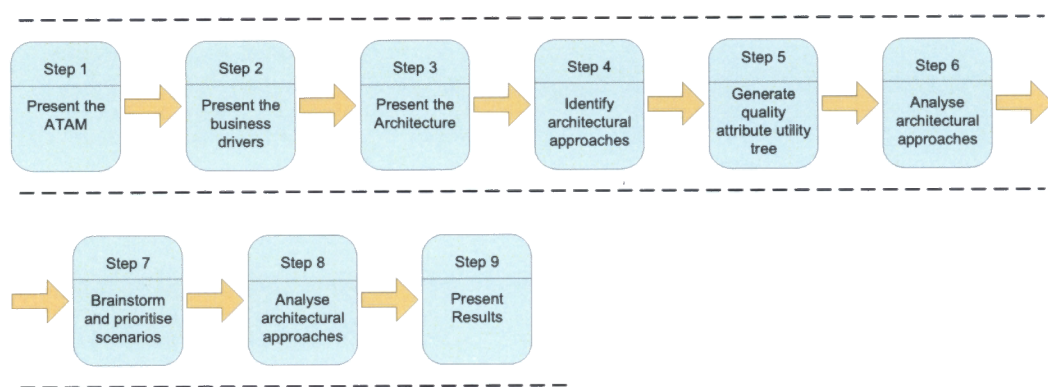 Step 1
Present the
ATAM
Step 2
Present the
business
drivers
Step 3
Present the
Architecture
Step 4
Identify
architectural
approaches
Step 5
Generate
quality
attribute utility
tree
Step 6
Analyse
architectural
approaches
Step 7
Brainstorm
and prioritise
scenarios
Step 8
Analyse
architectural
approaches
Step 9
Present
Results